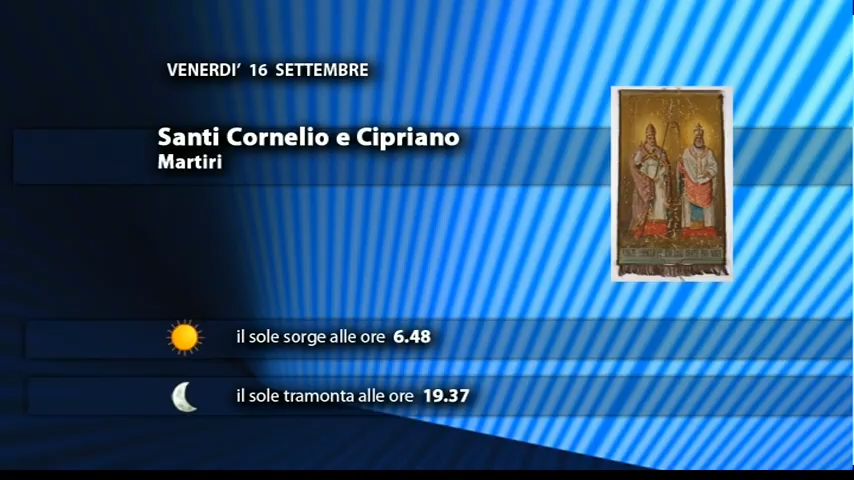 VENERDI’ 16 SETTEMBRE
Santi Cornelio e Cipriano
Martiri
il sole sorge alle ore 6.48
il sole tramonta alle ore 19.37